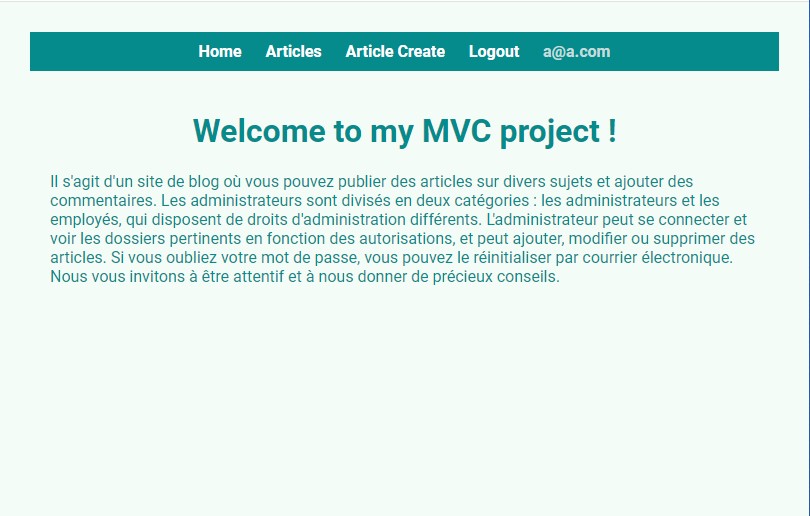 Home Articles Article Create Logout a@a.com
Welcome to my MVC project !
Il s'agit d'un site de blog où vous pouvez publier des articles sur divers sujets et ajouter des
commentaires. Les administrateurs sont divisés en deux catégories : les administrateurs et les
employés, qui disposent de droits d'administration différents. L'administrateur peut se connecter et
voir les dossiers pertinents en fonction des autorisations, et peut ajouter, modifier ou supprimer des
articles. Si vous oubliez votre mot de passe, vous pouvez le réinitialiser par courrier électronique.
Nous vous invitons à être attentif et à nous donner de précieux conseils.